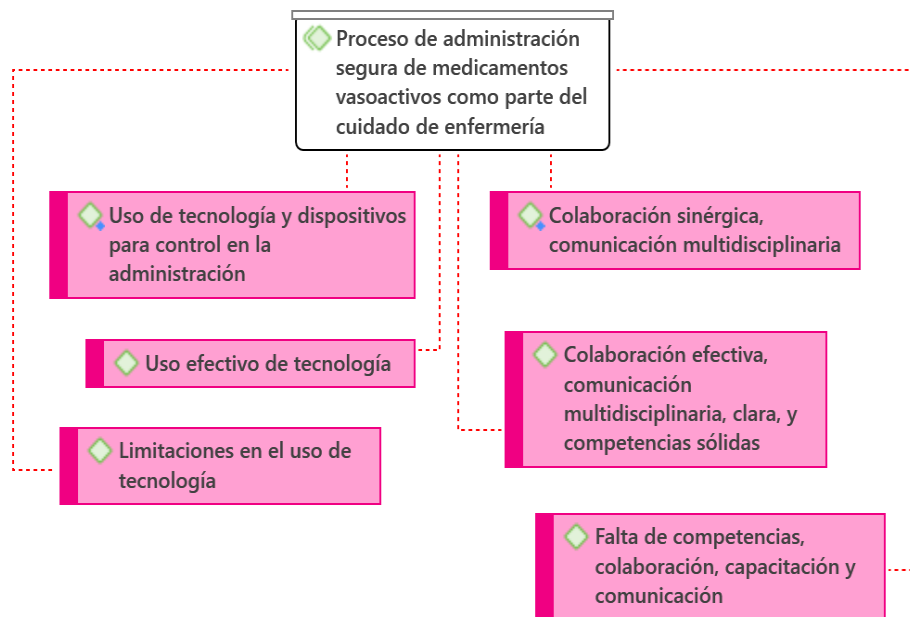 Proceso de administración
segura de medicamentos
vasoactivos como parte del
cuidado de enfermería
Uso de tecnología y dispositivos
para control en la
administración
Colaboración sinérgica,
comunicación multidisciplinaria
Uso efectivo de tecnología
Colaboración efectiva,
comunicación
multidisciplinaria, clara, y
competencias sólidas
Limitaciones en el uso de
tecnología
Falta de competencias,
colaboración, capacitación y
comunicación